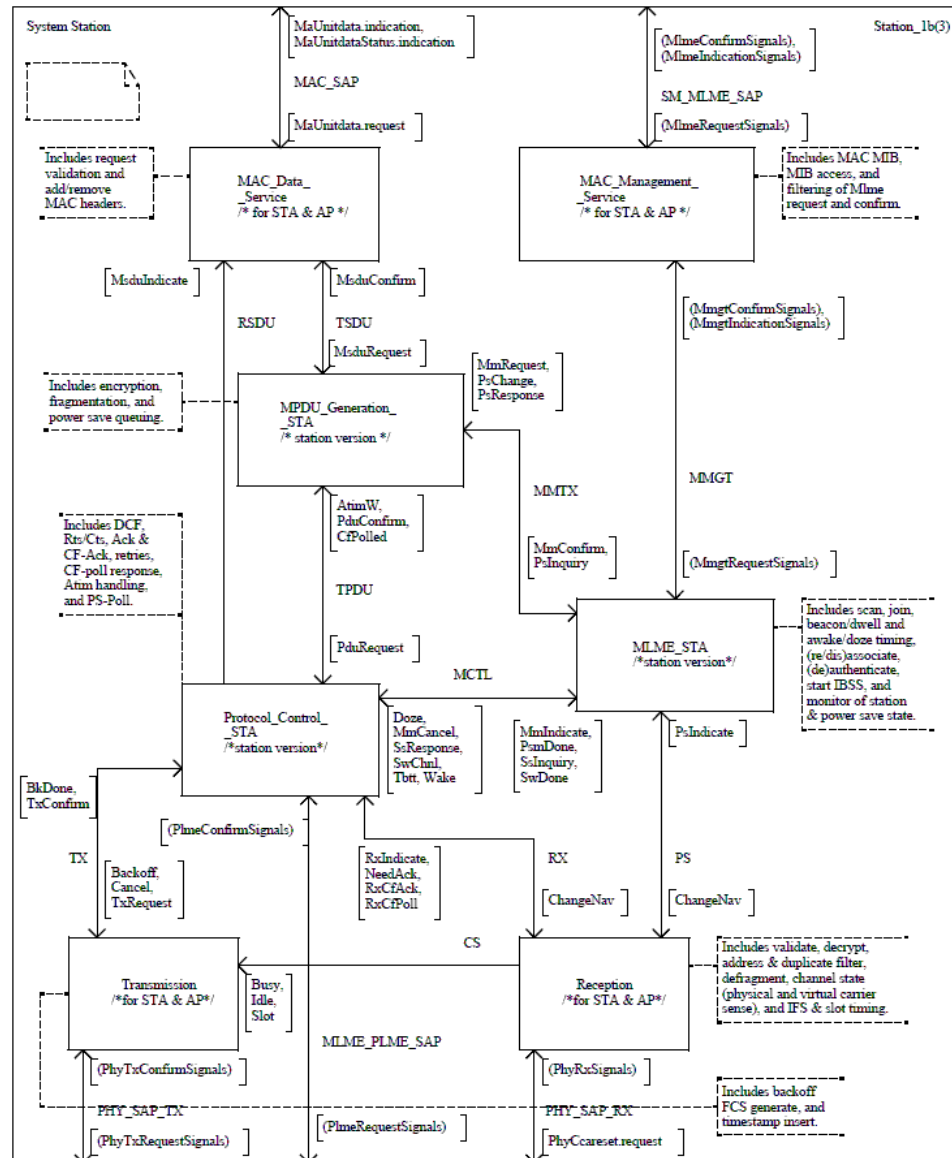 System Station
Station_1b(3)
MaUnitdata.indication,
MaUnitdataStatus.indication
(MlmeConfirmSignals),
(MlmeIndicationSignals)
MAC_SAP
SM_MLME_SAP
MaUnitdata.request
(MlmeRequestSignals)
Includes request
validation and
add/remove
MAC headers.
MAC_Data_
_Service
/* for STA & AP */
MAC_Management_
_Service
/* for STA & AP */
Includes MAC MIB,
MIB access, and
filtering of Mlme
request and confirm.
MsduIndicate
MsduConfirm
RSDU
TSDU
(MmgtConfirmSignals),
(MmgtIndicationSignals)
MsduRequest
MmRequest,
PsChange,
PsResponse
Includes encryption,
fragmentation, and
power save queuing.
MPDU_Generation_
_STA
/* station version */
MMTX
MMGT
AtimW,
PduConfirm,
CfPolled
Includes DCF,
Rts/Cts, Ack &
CF-Ack, retries,
CF-poll response,
Atim handling,
and PS-Poll.
MmConfirm,
PsInquiry
(MmgtRequestSignals)
TPDU
PduRequest
MLME_STA
/*station version*/
Includes scan, join,
beacon/dwell and
awake/doze timing,
(re/dis)associate,
(de)authenticate,
start IBSS, and
monitor of station
& power save state.
MCTL
Protocol_Control_
_STA
/*station version*/
Doze,
MmCancel,
SsResponse,
SwChnl,
Tbtt, Wake
MmIndicate,
PsmDone,
SsInquiry,
SwDone
PsIndicate
BkDone,
TxConfirm
(PlmeConfirmSignals)
TX
RxIndicate,
NeedAck,
RxCfAck,
RxCfPoll
RX
PS
Backoff,
Cancel,
TxRequest
ChangeNav
ChangeNav
CS
Transmission
/*for STA & AP*/
Busy,
Idle,
Slot
Reception
/*for STA & AP*/
Includes validate, decrypt,
address & duplicate filter,
defragment, channel state
(physical and virtual carrier
sense), and IFS & slot timing.
MLME_PLME_SAP
(PhyTxConfirmSignals)
(PhyRxSignals)
PHY_SAP_TX
PHY_SAP_RX
Includes backoff
FCS generate, and
timestamp insert.
(PhyTxRequestSignals)
(PlmeRequestSignals)
PhyCcareset.request